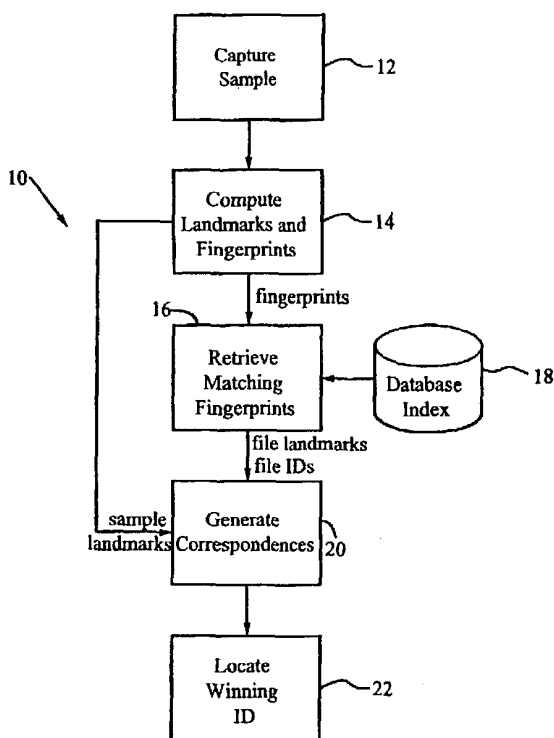 Capture
Sample
12
10
Compute
Landmarks and
Fingerprints
14
fingerprints
16
Retrieve
Matching
Fingerprints
Database
Index
18
file landmarks
file IDs
sample
landmarks
Generate
Correspondences
20
Locate
Winning
ID
22